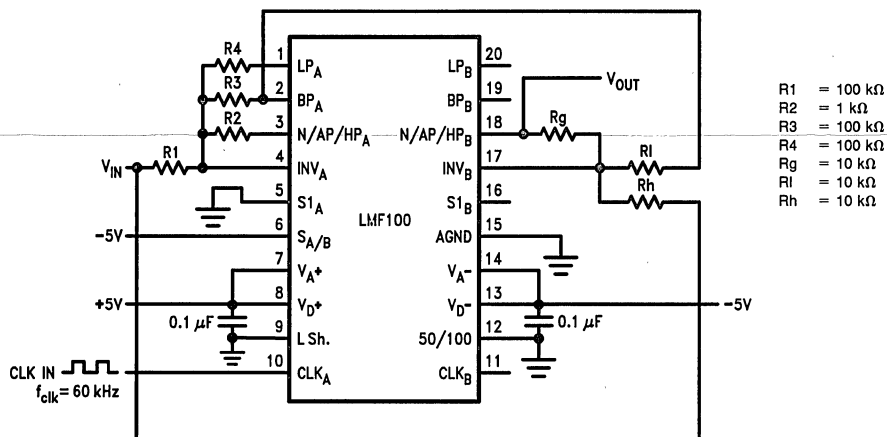 R4
1
LP_A
R3
2
BP_A
R2
3
N/AP/HP_A
V_IN
R1
4
INV_A
5
S1_A
-5V
6
S_A/B
7
V_A+
+5V
8
V_D+
0.1 μF
9
L Sh.
CLK IN
10
CLK_A
f_clk = 60 kHz
LMF100
20
LP_B
19
BP_B
V_OUT
18
N/AP/HP_B
Rg
17
INV_B
Rl
Rh
16
S1_B
15
AGND
14
V_A-
13
V_D-
-5V
12
50/100
0.1 μF
11
CLK_B
R1 = 100 kΩ
R2 = 1 kΩ
R3 = 100 kΩ
R4 = 100 kΩ
Rg = 10 kΩ
Rl = 10 kΩ
Rh = 10 kΩ